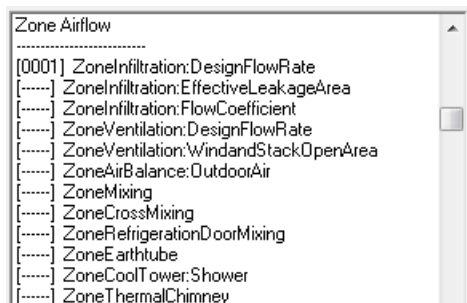 Zone Airflow
--------------------------
[0001] ZoneInfiltration:DesignFlowRate
[------] ZoneInfiltration:EffectiveLeakageArea
[------] ZoneInfiltration:FlowCoefficient
[------] ZoneVentilation:DesignFlowRate
[------] ZoneVentilation:WindandStackOpenArea
[------] ZoneAirBalance:OutdoorAir
[------] ZoneMixing
[------] ZoneCrossMixing
[------] ZoneRefrigerationDoorMixing
[------] ZoneEarthtube
[------] ZoneCoolTower:Shower
[------] ZoneThermalChimney